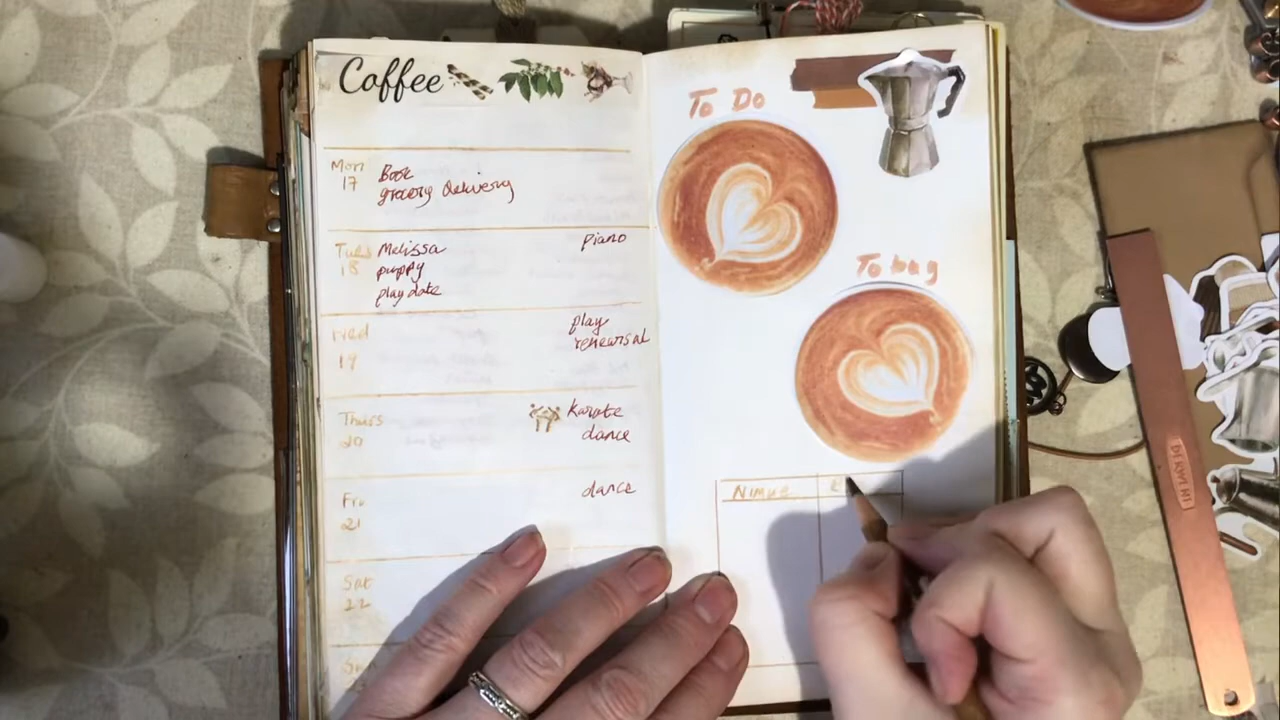 Coffee
Mon
17
Book
grocery delivery
Tues
18
Melissa
puppy
play date
piano
Wed
19
play
rehearsal
Thurs
20
karate
dance
Fri
21
dance
Sat
22
To Do
To buy
Nimue